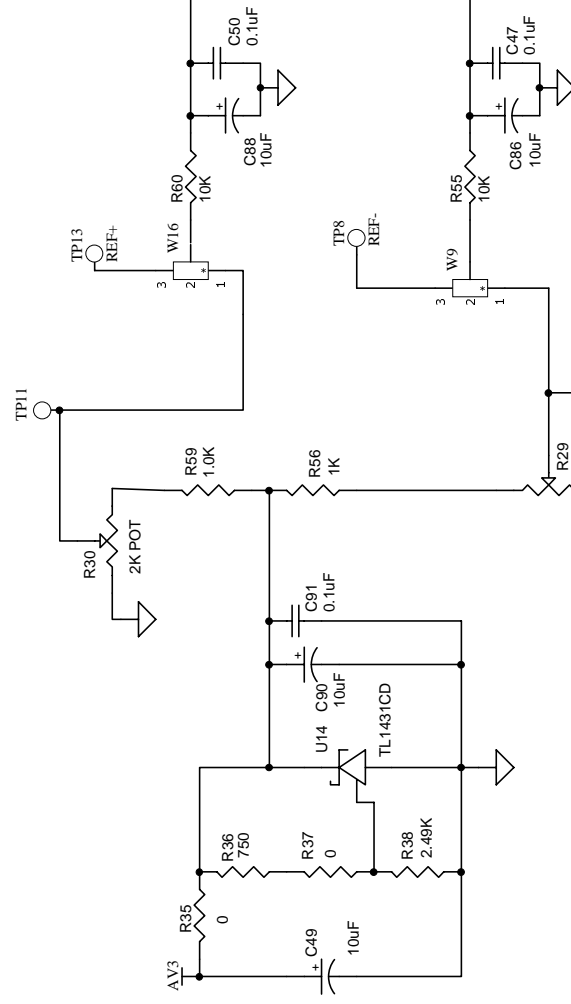 C50
0.1uF
+
C88
10uF
R60
10K
TP13
REF+
W16
3
2
*
1
C47
0.1uF
+
C86
10uF
R55
10K
TP8
REF-
W9
3
2
*
1
TP11
R30
2K POT
R59
1.0K
R56
1K
R29
C91
0.1uF
+
C90
10uF
U14
TL1431CD
R36
750
R37
0
R38
2.49K
R35
0
AV3
+
C49
10uF